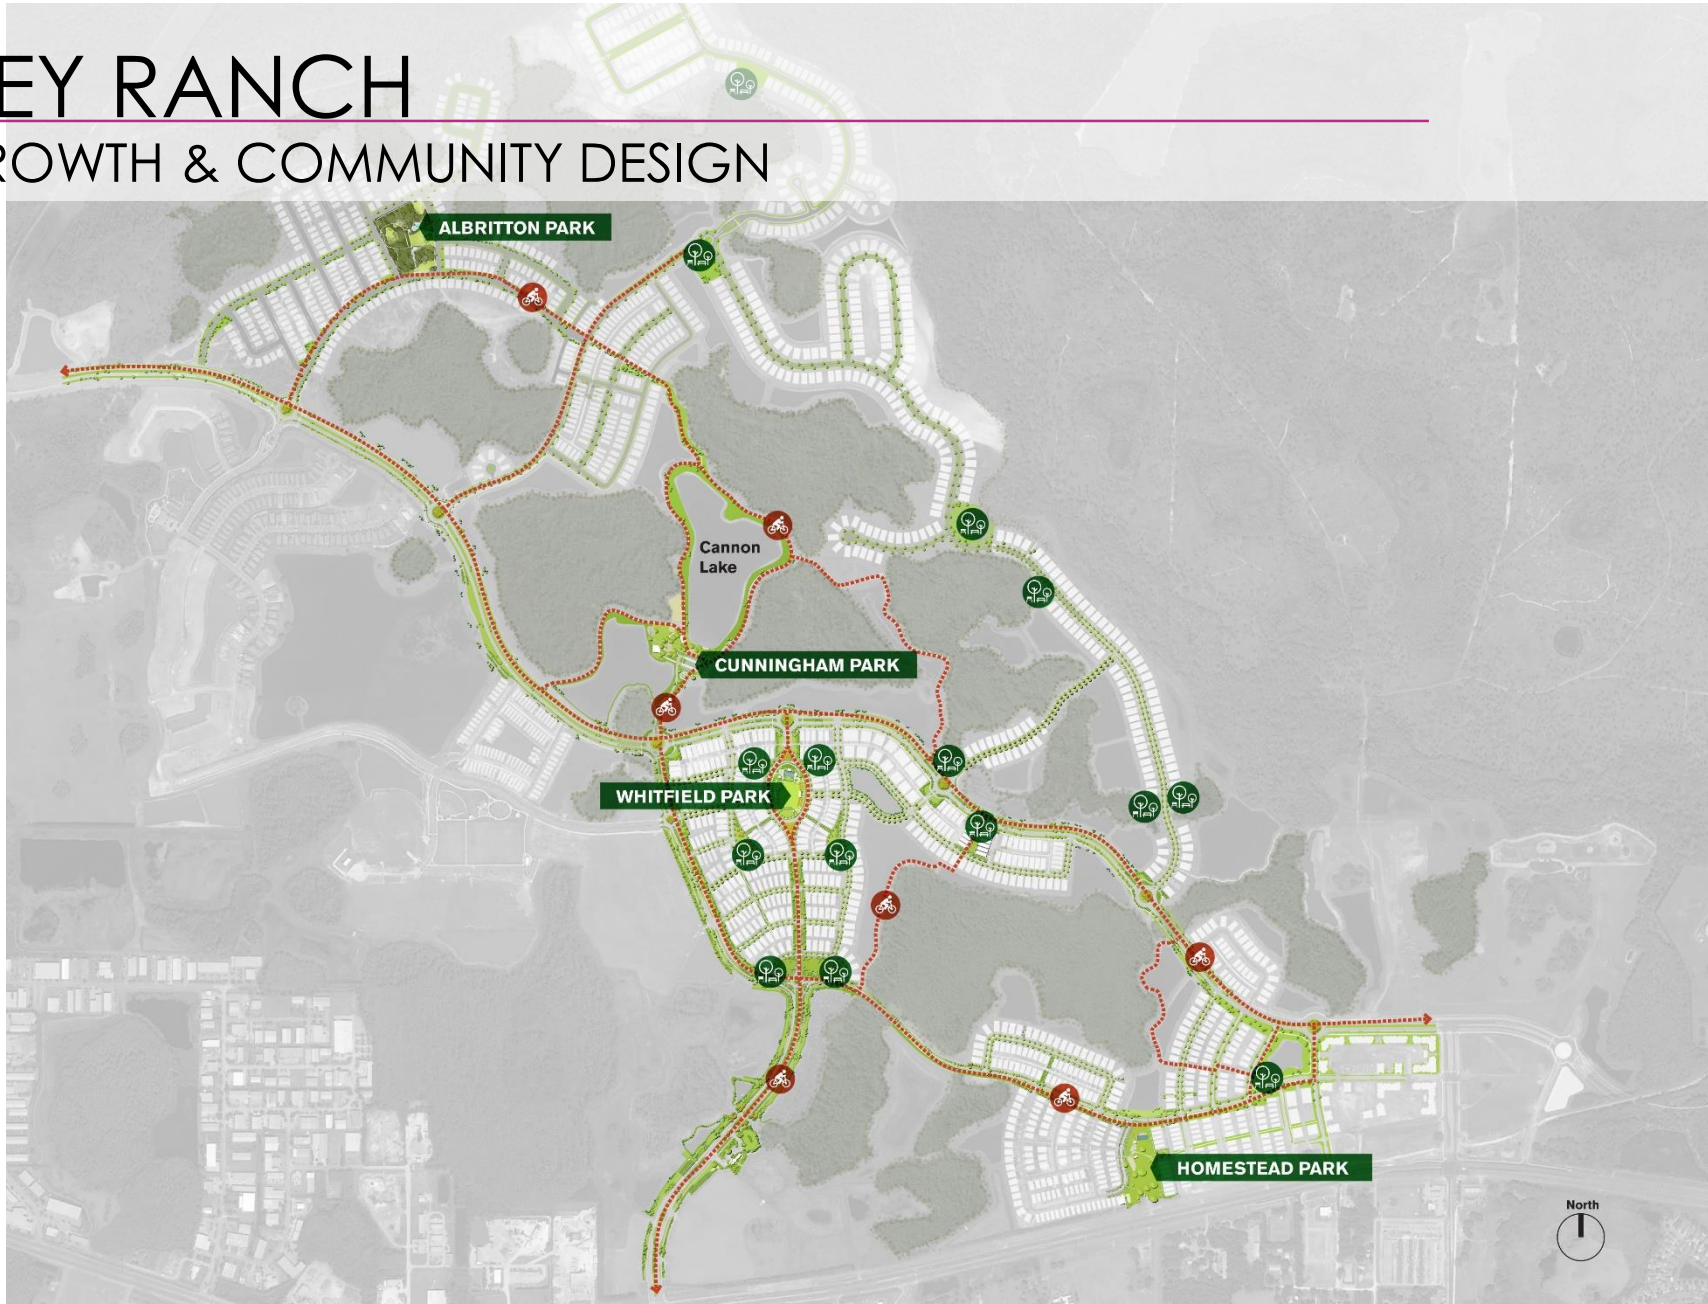 EY RANCH
ROWTH & COMMUNITY DESIGN
ALBRITTON PARK
Cannon
Lake
CUNNINGHAM PARK
WHITFIELD PARK
HOMESTEAD PARK
North